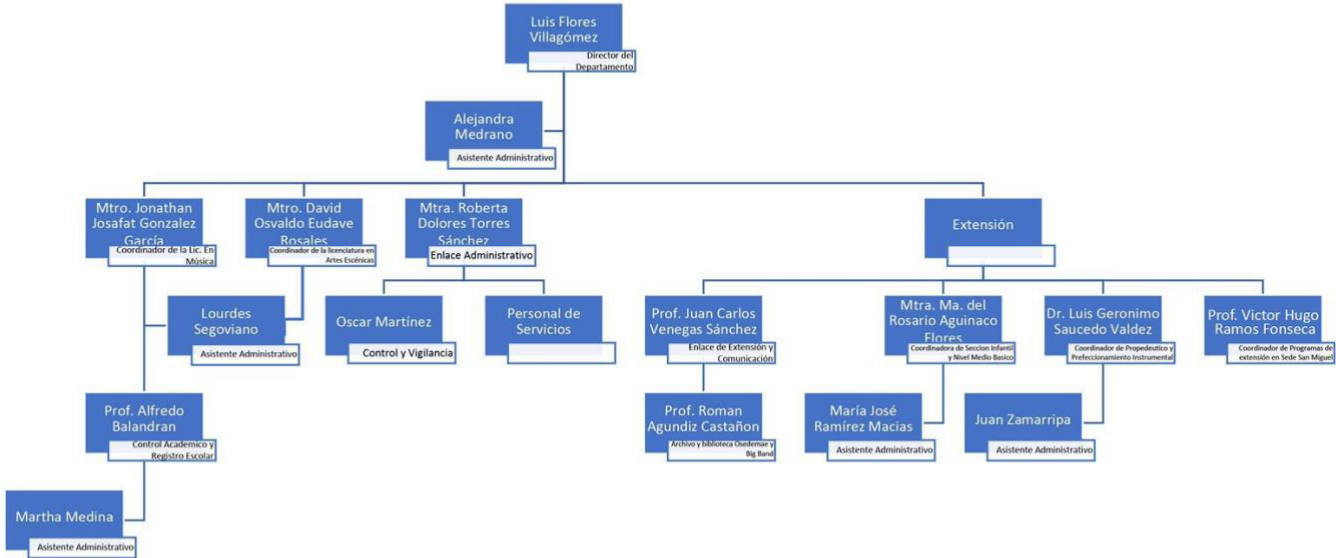 Luis Flores
Villagómez
Director del
Departamento
Alejandra
Medrano
Asistente Administrativo
Mtro. Jonathan
Josafat Gonzalez
García
Coordinador de la Lic. En
Música
Mtro. David
Osvaldo Eudave
Rosales
Coordinador de la licenciatura en
Artes Escénicas
Mtra. Roberta
Dolores Torres
Sánchez
Enlace Administrativo
Extensión
Lourdes
Segoviano
Asistente Administrativo
Oscar Martínez
Control y Vigilancia
Personal de
Servicios
Prof. Juan Carlos
Venegas Sánchez
Enlace de Extensión y
Comunicación
Mtra. Ma. del
Rosario Aguinaco
Flores
Coordinadora de Seccion Infantil
y Nivel Medio Basico
Dr. Luis Geronimo
Saucedo Valdez
Coordinador de Propedeutico y
Prefeccionamiento Instrumental
Prof. Victor Hugo
Ramos Fonseca
Coordinador de Programas de
extensión en Sede San Miguel
Prof. Alfredo
Balandran
Control Academico y
Registro Escolar
Prof. Roman
Agundiz Castañon
Archivo y biblioteca Osedemae y
Big Band
María José
Ramírez Macias
Asistente Administrativo
Juan Zamarripa
Asistente Administrativo
Martha Medina
Asistente Administrativo